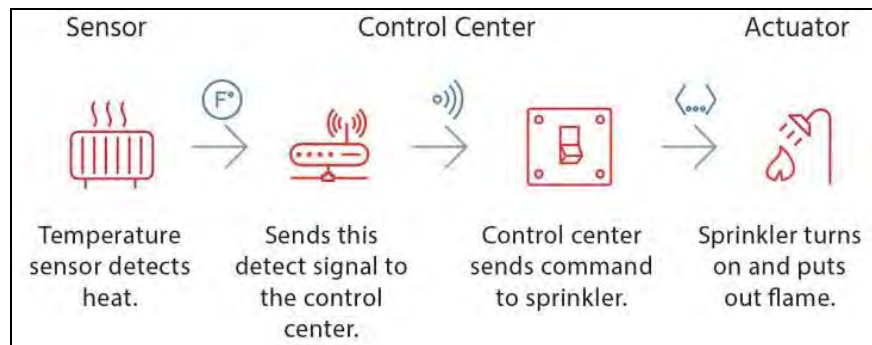 Sensor
Control Center
Actuator
F°
Temperature
sensor detects
heat.
Sends this
detect signal to
the control
center.
Control center
sends command
to sprinkler.
Sprinkler turns
on and puts
out flame.